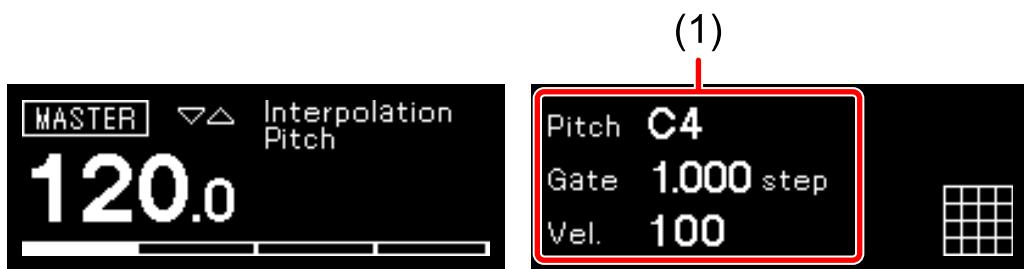 (1)
MASTER ▽△ Interpolation
Pitch
120.0
Pitch C4
Gate 1.000 step
Vel. 100